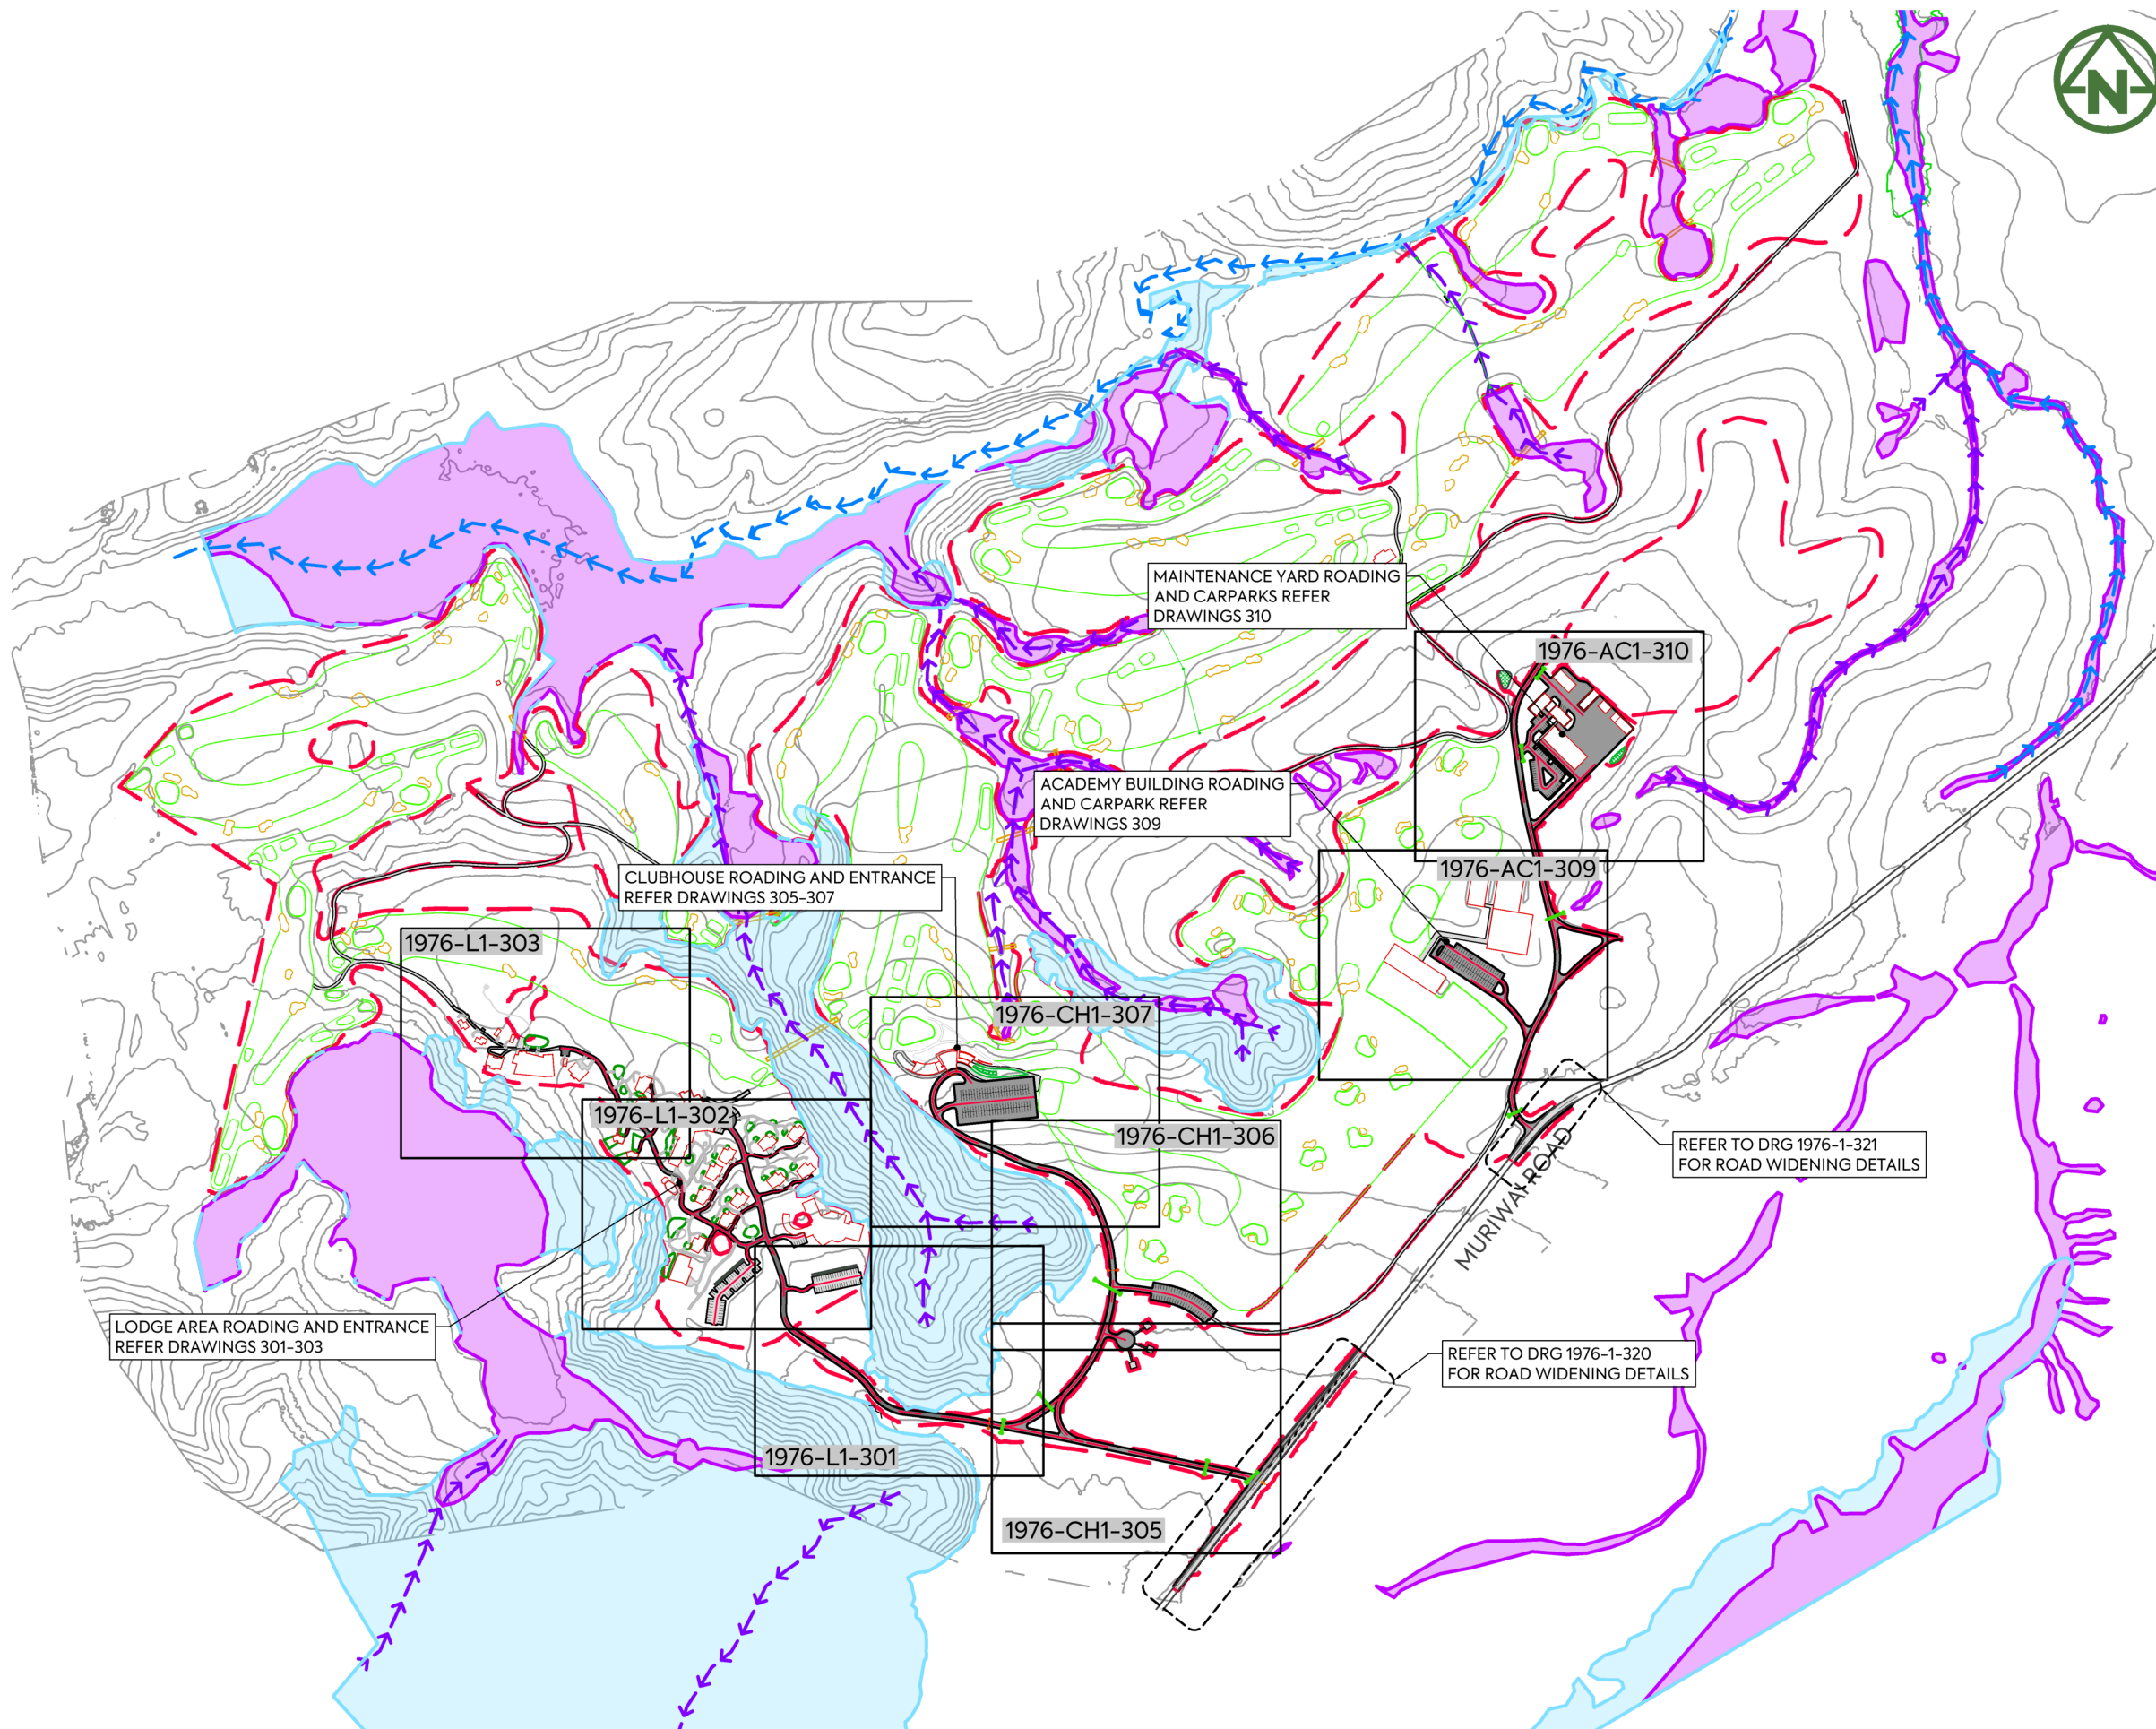 N
MAINTENANCE YARD ROADING
AND CARPARKS REFER
DRAWINGS 310
1976-AC1-310
ACADEMY BUILDING ROADING
AND CARPARK REFER
DRAWINGS 309
1976-AC1-309
CLUBHOUSE ROADING AND ENTRANCE
REFER DRAWINGS 305-307
1976-L1-303
1976-CH1-307
1976-L1-302
1976-CH1-306
REFER TO DRG 1976-1-321
FOR ROAD WIDENING DETAILS
MURIWAI ROAD
LODGE AREA ROADING AND ENTRANCE
REFER DRAWINGS 301-303
REFER TO DRG 1976-1-320
FOR ROAD WIDENING DETAILS
1976-L1-301
1976-CH1-305